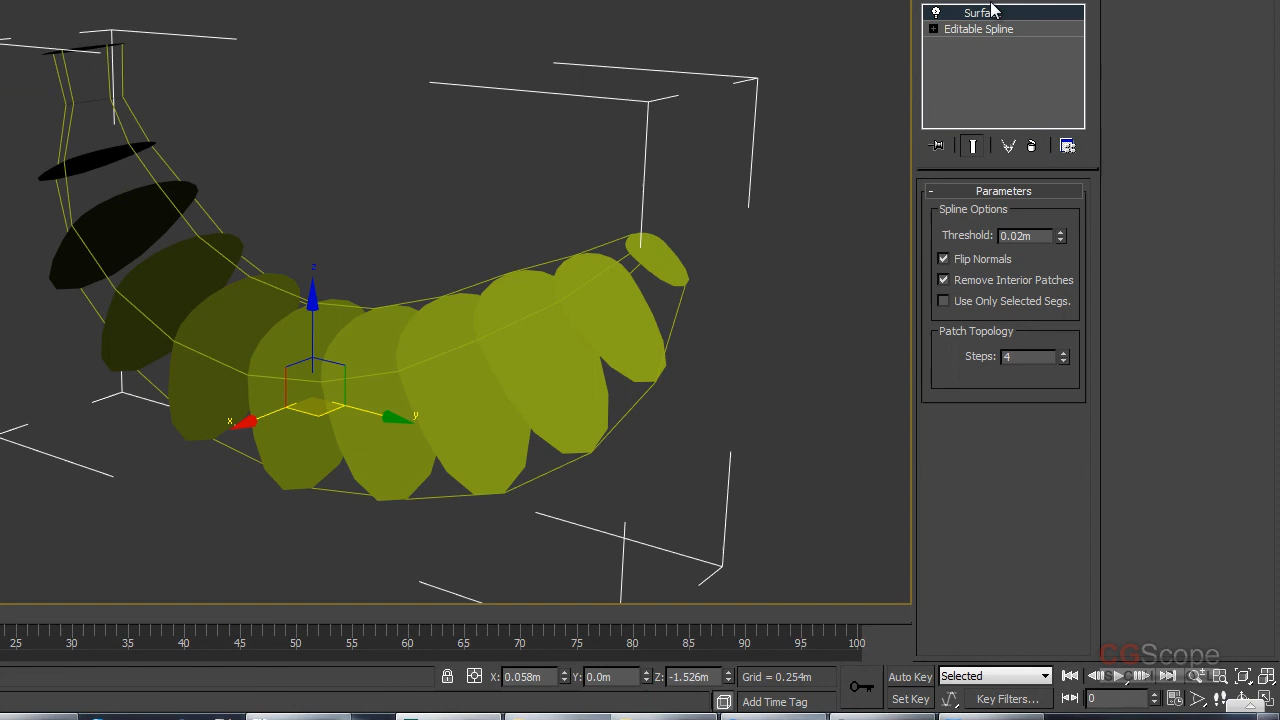 Surfac
Editable Spline
- Parameters
Spline Options
Threshold: 0.02m
Flip Normals
Remove Interior Patches
Use Only Selected Segs.
Patch Topology
Steps: 4
z
x
y
25 30 35 40 45 50 55 60 65 70 75 80 85 90 95 100
X: 0.058m Y: 0.0m Z: -1.526m Grid = 0.254m Auto Key Selected
Add Time Tag Set Key Key Filters... 0
CGScope